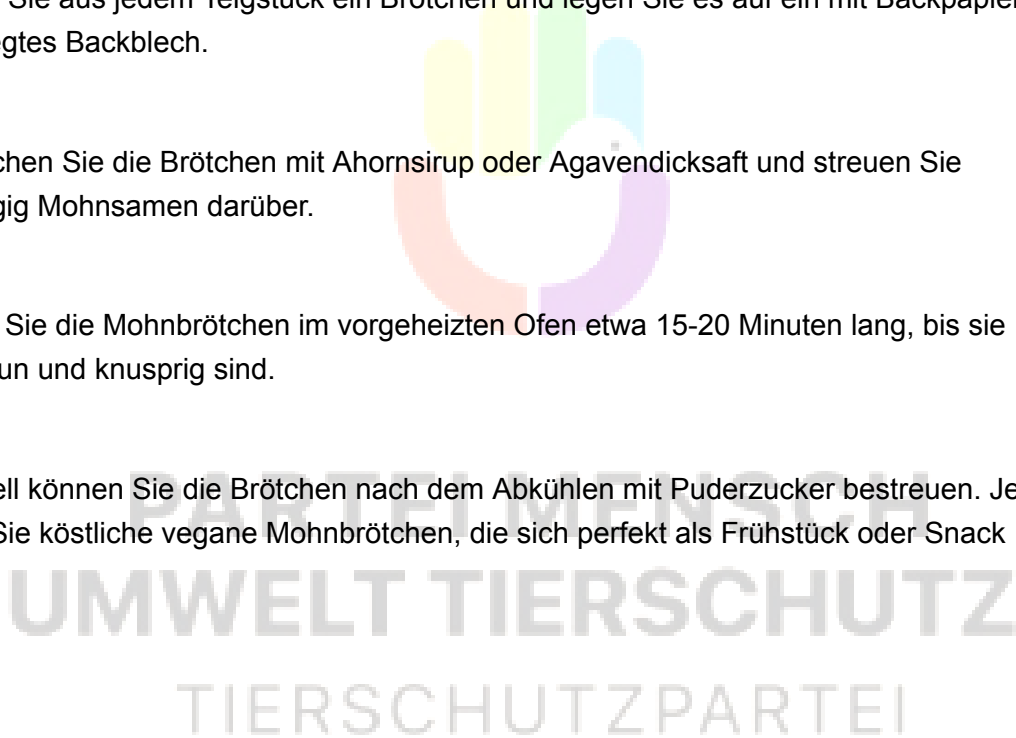 Sie aus jedem Teigstück ein Brötchen und legen Sie es auf ein mit Backpapier
egtes Backblech.
chen Sie die Brötchen mit Ahornsirup oder Agavendicksaft und streuen Sie
gig Mohnsamen darüber.
Sie die Mohnbrötchen im vorgeheizten Ofen etwa 15-20 Minuten lang, bis sie
un und knusprig sind.
ell können Sie die Brötchen nach dem Abkühlen mit Puderzucker bestreuen. Je
Sie köstliche vegane Mohnbrötchen, die sich perfekt als Frühstück oder Snack
PARTEI MENSCH
UMWELT TIERSCHUTZ
TIERSCHUTZPARTEI